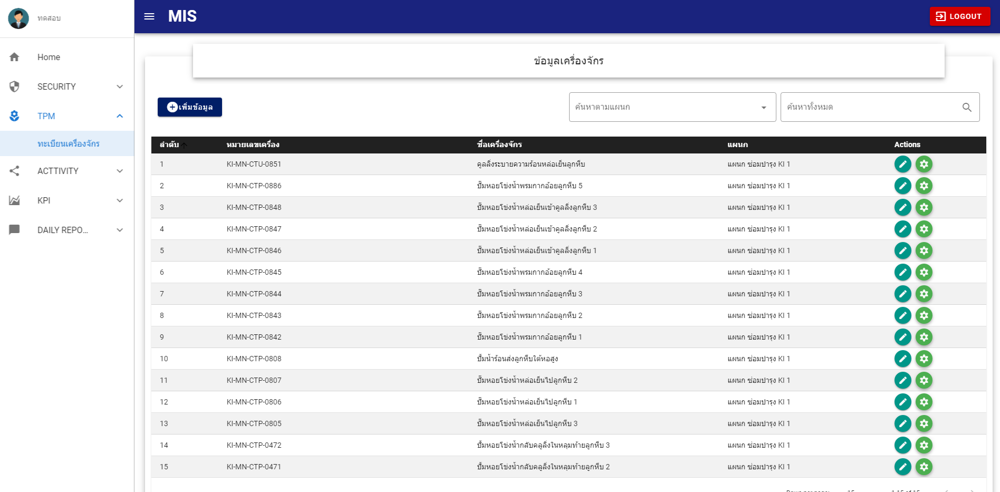 ทดสอบ
MIS
LOGOUT
Home
SECURITY
TPM
ทะเบียนเครื่องจักร
ACTTIVITY
KPI
DAILY REPO...
ข้อมูลเครื่องจักร
เพิ่มข้อมูล
ค้นหาตามแผนก
ค้นหาทั้งหมด
ลำดับ หมายเลขเครื่อง ชื่อเครื่องจักร แผนก Actions
1 KI-MN-CTU-0851 คูลลิ่งระบายความร้อนหล่อเย็นลูกหีบ แผนก ซ่อมบำรุง KI 1
2 KI-MN-CTP-0886 ปั๊มหอยโข่งน้ำพรมกากอ้อยลูกหีบ 5 แผนก ซ่อมบำรุง KI 1
3 KI-MN-CTP-0848 ปั๊มหอยโข่งน้ำหล่อเย็นเข้าคูลลิ่งลูกหีบ 3 แผนก ซ่อมบำรุง KI 1
4 KI-MN-CTP-0847 ปั๊มหอยโข่งน้ำหล่อเย็นเข้าคูลลิ่งลูกหีบ 2 แผนก ซ่อมบำรุง KI 1
5 KI-MN-CTP-0846 ปั๊มหอยโข่งน้ำหล่อเย็นเข้าคูลลิ่งลูกหีบ 1 แผนก ซ่อมบำรุง KI 1
6 KI-MN-CTP-0845 ปั๊มหอยโข่งน้ำพรมกากอ้อยลูกหีบ 4 แผนก ซ่อมบำรุง KI 1
7 KI-MN-CTP-0844 ปั๊มหอยโข่งน้ำพรมกากอ้อยลูกหีบ 3 แผนก ซ่อมบำรุง KI 1
8 KI-MN-CTP-0843 ปั๊มหอยโข่งน้ำพรมกากอ้อยลูกหีบ 2 แผนก ซ่อมบำรุง KI 1
9 KI-MN-CTP-0842 ปั๊มหอยโข่งน้ำพรมกากอ้อยลูกหีบ 1 แผนก ซ่อมบำรุง KI 1
10 KI-MN-CTP-0808 ปั้มน้ำร้อนส่งลูกหีบใต้หอสูง แผนก ซ่อมบำรุง KI 1
11 KI-MN-CTP-0807 ปั๊มหอยโข่งน้ำหล่อเย็นไปลูกหีบ 2 แผนก ซ่อมบำรุง KI 1
12 KI-MN-CTP-0806 ปั๊มหอยโข่งน้ำหล่อเย็นไปลูกหีบ 1 แผนก ซ่อมบำรุง KI 1
13 KI-MN-CTP-0805 ปั๊มหอยโข่งน้ำหล่อเย็นไปลูกหีบ 3 แผนก ซ่อมบำรุง KI 1
14 KI-MN-CTP-0472 ปั้มหอยโข่งน้ำกลับคลูลิ่งในหลุมท้ายลูกหีบ 3 แผนก ซ่อมบำรุง KI 1
15 KI-MN-CTP-0471 ปั้มหอยโข่งน้ำกลับคลูลิ่งในหลุมท้ายลูกหีบ 2 แผนก ซ่อมบำรุง KI 1